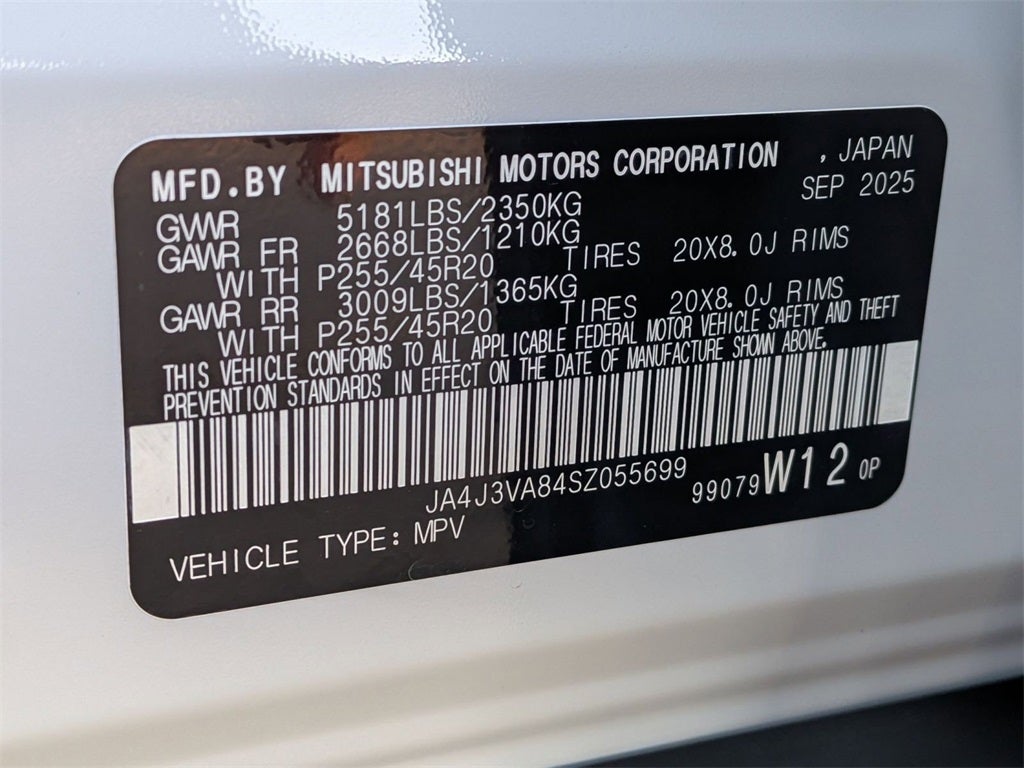 MFD.BY MITSUBISHI MOTORS CORPORATION , JAPAN
SEP 2025
GVWR 5181LBS/2350KG
GAWR FR 2668LBS/1210KG
WITH P255/45R20 TIRES 20X8.0J RIMS
GAWR RR 3009LBS/1365KG
WITH P255/45R20 TIRES 20X8.0J RIMS
THIS VEHICLE CONFORMS TO ALL APPLICABLE FEDERAL MOTOR VEHICLE SAFETY AND THEFT
PREVENTION STANDARDS IN EFFECT ON THE DATE OF MANUFACTURE SHOWN ABOVE.
JA4J3VA84SZ055699 99079 W12 0P
VEHICLE TYPE: MPV